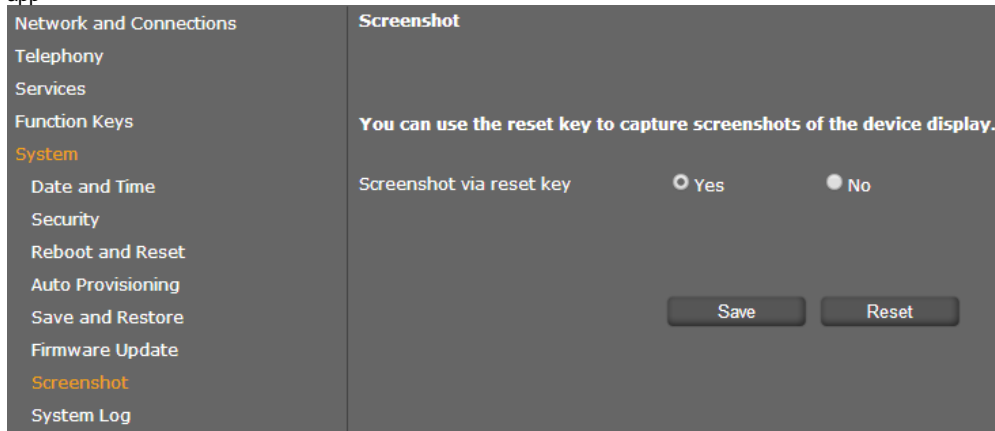 app
Network and Connections
Telephony
Services
Function Keys
System
Date and Time
Security
Reboot and Reset
Auto Provisioning
Save and Restore
Firmware Update
Screenshot
System Log
Screenshot
You can use the reset key to capture screenshots of the device display.
Screenshot via reset key Yes No
Save Reset